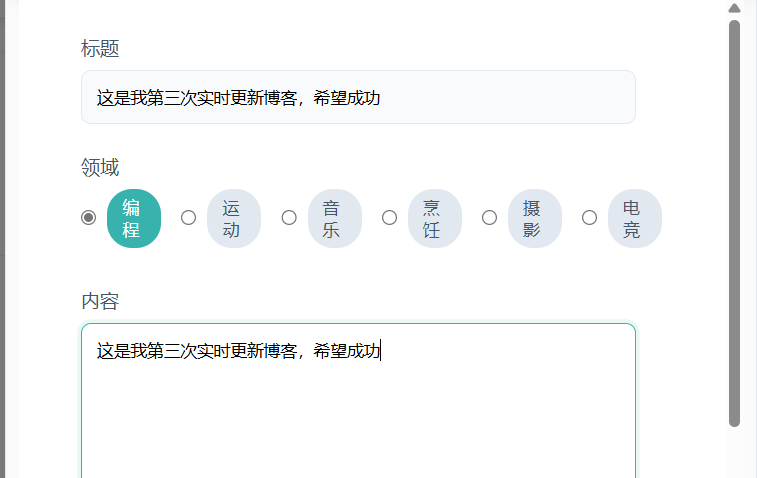 标题
这是我第三次实时更新博客，希望成功
领域
编程 运动 音乐 烹饪 摄影 电竞
内容
这是我第三次实时更新博客，希望成功